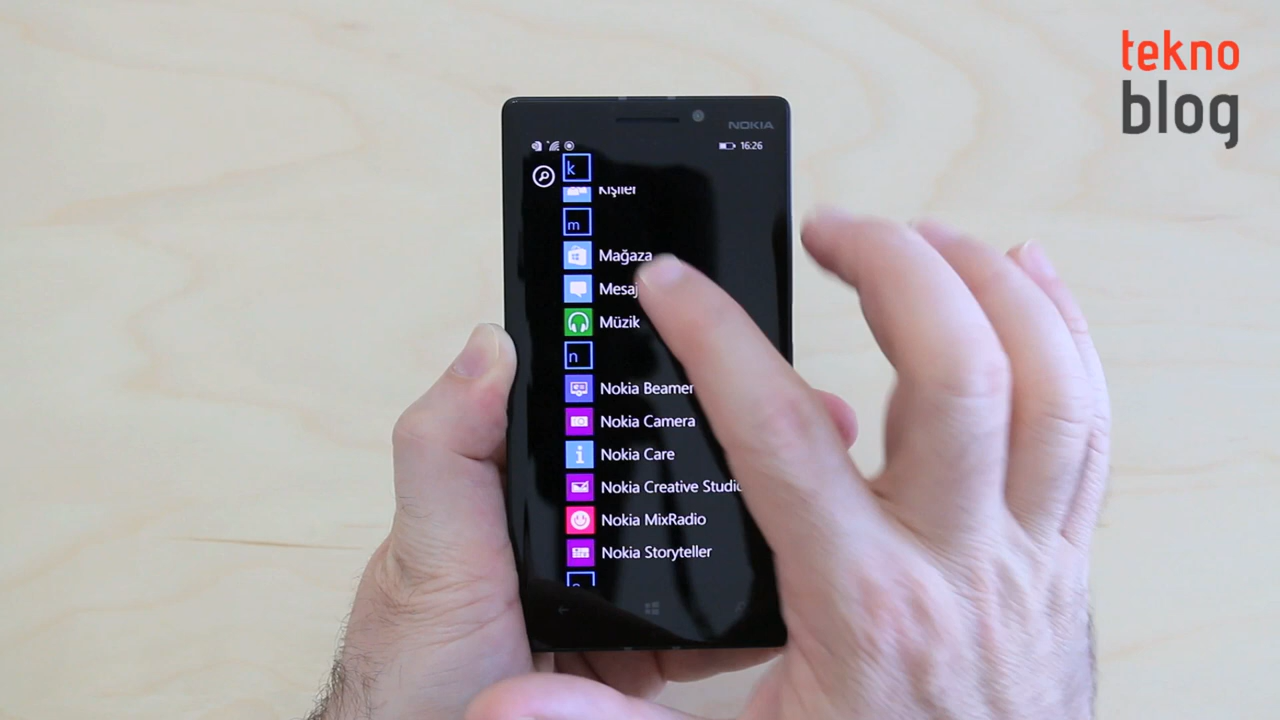 tekno
blog
NOKIA
16:26
k
Kişiler
m
Mağaza
Mesaj
Müzik
n
Nokia Beamer
Nokia Camera
Nokia Care
Nokia Creative Studio
Nokia MixRadio
Nokia Storyteller